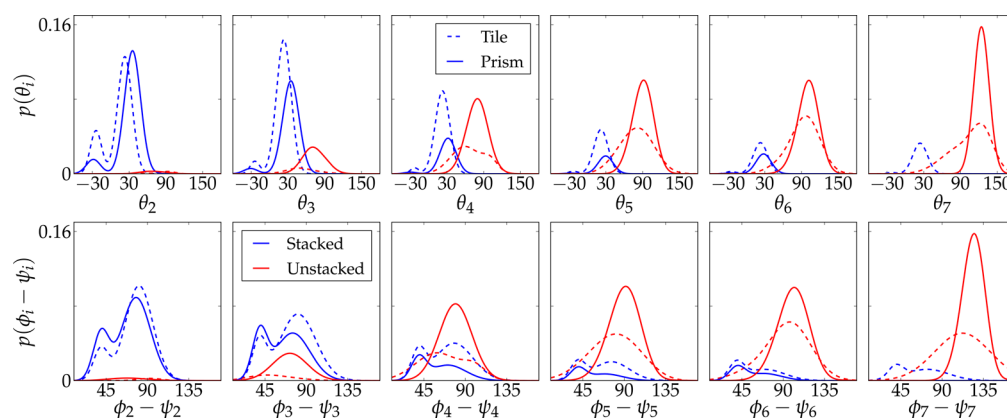 0.16
p(θi)
0
Tile
Prism
−30 30 90 150
−30 30 90 150
−30 30 90 150
−30 30 90 150
−30 30 90 150
−30 30 90 150
θ2
θ3
θ4
θ5
θ6
θ7
0.16
p(ϕi − ψi)
0
Stacked
Unstacked
45 90 135
45 90 135
45 90 135
45 90 135
45 90 135
45 90 135
ϕ2 − ψ2
ϕ3 − ψ3
ϕ4 − ψ4
ϕ5 − ψ5
ϕ6 − ψ6
ϕ7 − ψ7